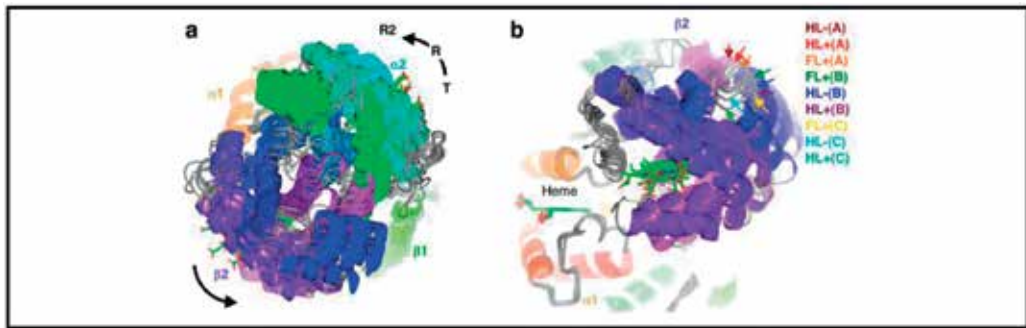 a
R2
R
α2
T
α1
β2
β1
b
β2
Heme
α1
HL-(A)
HL+(A)
FL+(A)
FL+(B)
HL-(B)
HL+(B)
FL+(C)
HL-(C)
HL+(C)